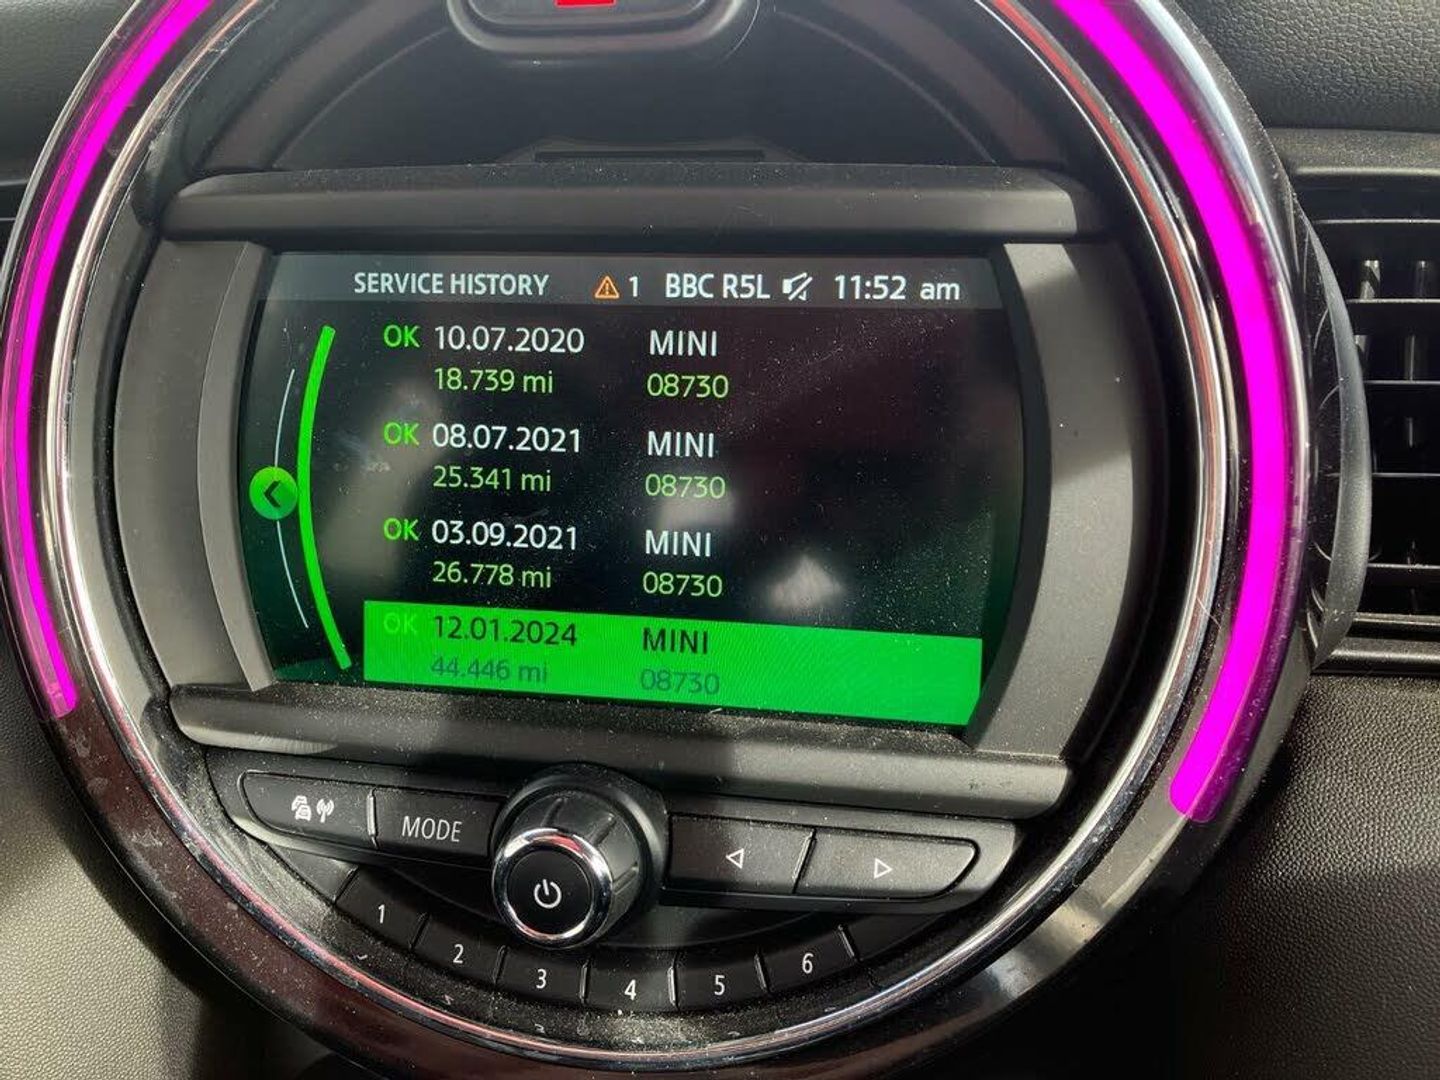 SERVICE HISTORY 1 BBC R5L 11:52 am
OK 10.07.2020 MINI
18.739 mi 08730
OK 08.07.2021 MINI
25.341 mi 08730
OK 03.09.2021 MINI
26.778 mi 08730
OK 12.01.2024 MINI
44.446 mi 08730
MODE
1 2 3 4 5 6